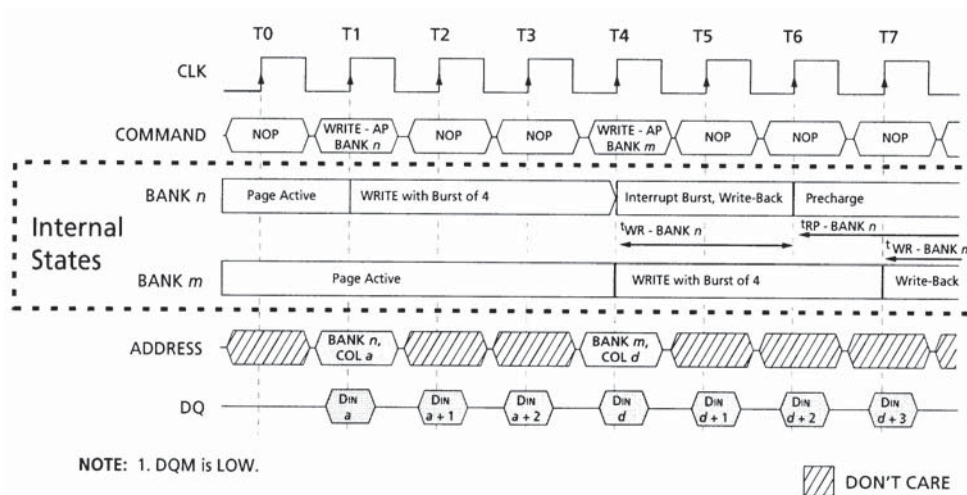 T0 T1 T2 T3 T4 T5 T6 T7
CLK
COMMAND NOP WRITE - AP BANK n NOP NOP WRITE - AP BANK m NOP NOP NOP
Internal States
BANK n Page Active WRITE with Burst of 4 Interrupt Burst, Write-Back Precharge
tWR - BANK n tRP - BANK n
tWR - BANK m
BANK m Page Active WRITE with Burst of 4 Write-Back
ADDRESS BANK n, COL a BANK m, COL d
DQ DIN a DIN a + 1 DIN a + 2 DIN d DIN d + 1 DIN d + 2 DIN d + 3
NOTE: 1. DQM is LOW.
DON'T CARE